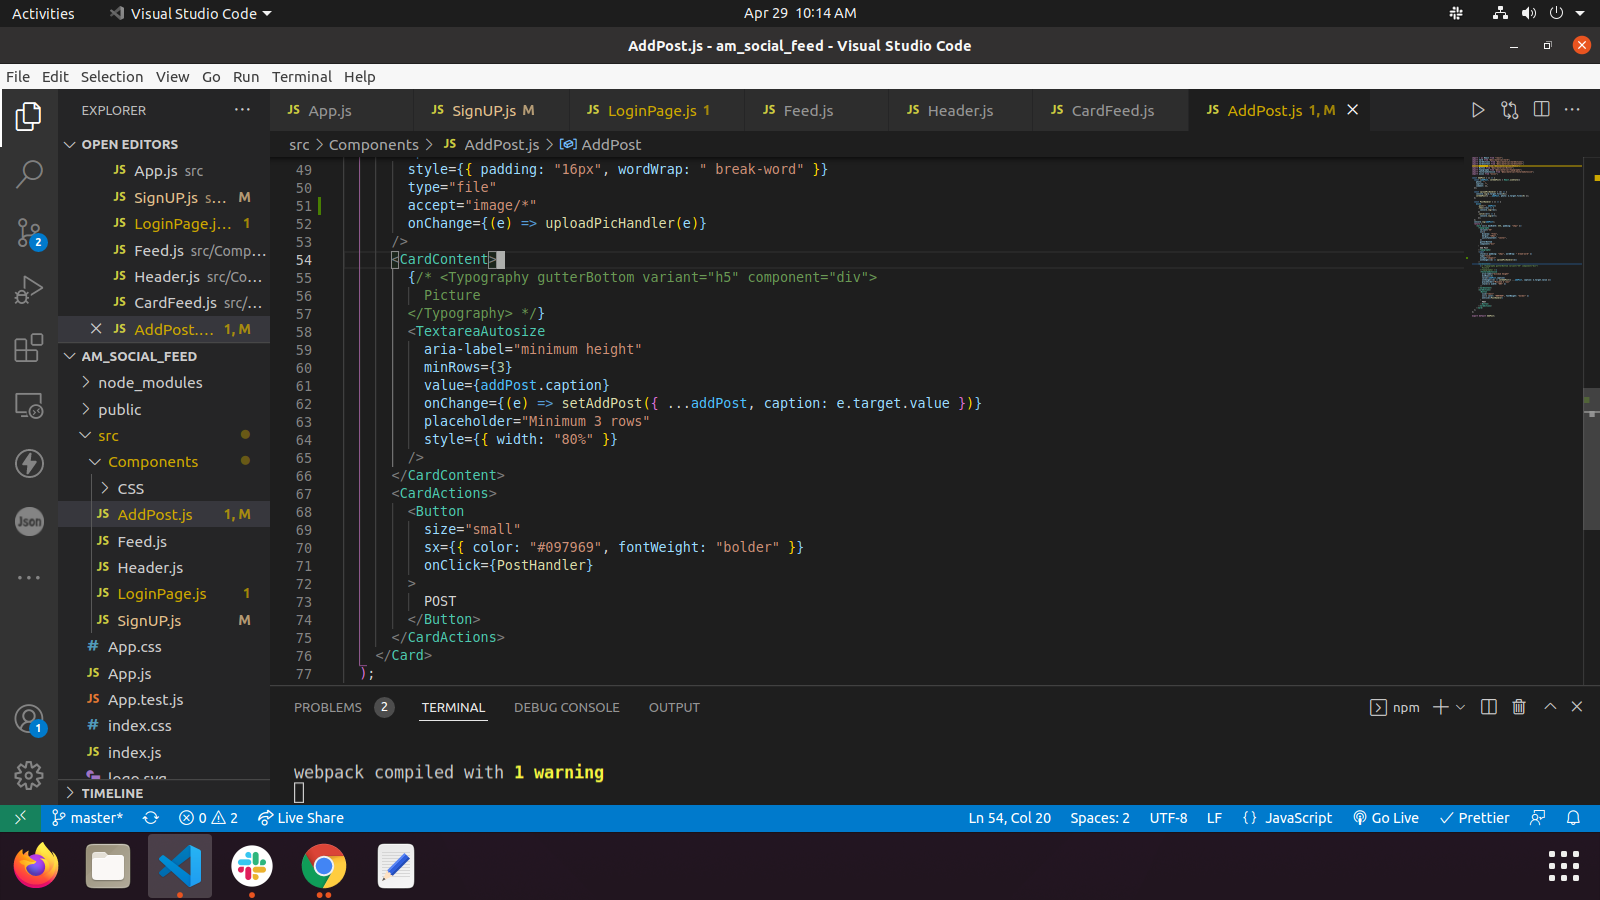 Activities
Visual Studio Code
Apr 29 10:14 AM
AddPost.js - am_social_feed - Visual Studio Code
File Edit Selection View Go Run Terminal Help
EXPLORER
OPEN EDITORS
JS App.js src
JS SignUP.js s... M
JS LoginPage.j... 1
JS Feed.js src/Comp...
JS Header.js src/Co...
JS CardFeed.js src/...
JS AddPost.... 1, M
AM_SOCIAL_FEED
node_modules
public
src
Components
CSS
JS AddPost.js 1, M
JS Feed.js
JS Header.js
JS LoginPage.js 1
JS SignUP.js M
# App.css
JS App.js
JS App.test.js
# index.css
JS index.js
logo.svg
TIMELINE
2
Json
1
JS App.js
JS SignUP.js M
JS LoginPage.js 1
JS Feed.js
JS Header.js
JS CardFeed.js
JS AddPost.js 1, M
src > Components > JS AddPost.js > AddPost
49 style={{ padding: "16px", wordWrap: " break-word" }}
50 type="file"
51 accept="image/*"
52 onChange={(e) => uploadPicHandler(e)}
53 />
54 <CardContent>
55 {/* <Typography gutterBottom variant="h5" component="div">
56 Picture
57 </Typography> */}
58 <TextareaAutosize
59 aria-label="minimum height"
60 minRows={3}
61 value={addPost.caption}
62 onChange={(e) => setAddPost({ ...addPost, caption: e.target.value })}
63 placeholder="Minimum 3 rows"
64 style={{ width: "80%" }}
65 />
66 </CardContent>
67 <CardActions>
68 <Button
69 size="small"
70 sx={{ color: "#097969", fontWeight: "bolder" }}
71 onClick={PostHandler}
72 >
73 POST
74 </Button>
75 </CardActions>
76 </Card>
77 );
PROBLEMS 2 TERMINAL DEBUG CONSOLE OUTPUT
npm
webpack compiled with 1 warning
master* 0 2 Live Share
Ln 54, Col 20 Spaces: 2 UTF-8 LF {} JavaScript Go Live Prettier